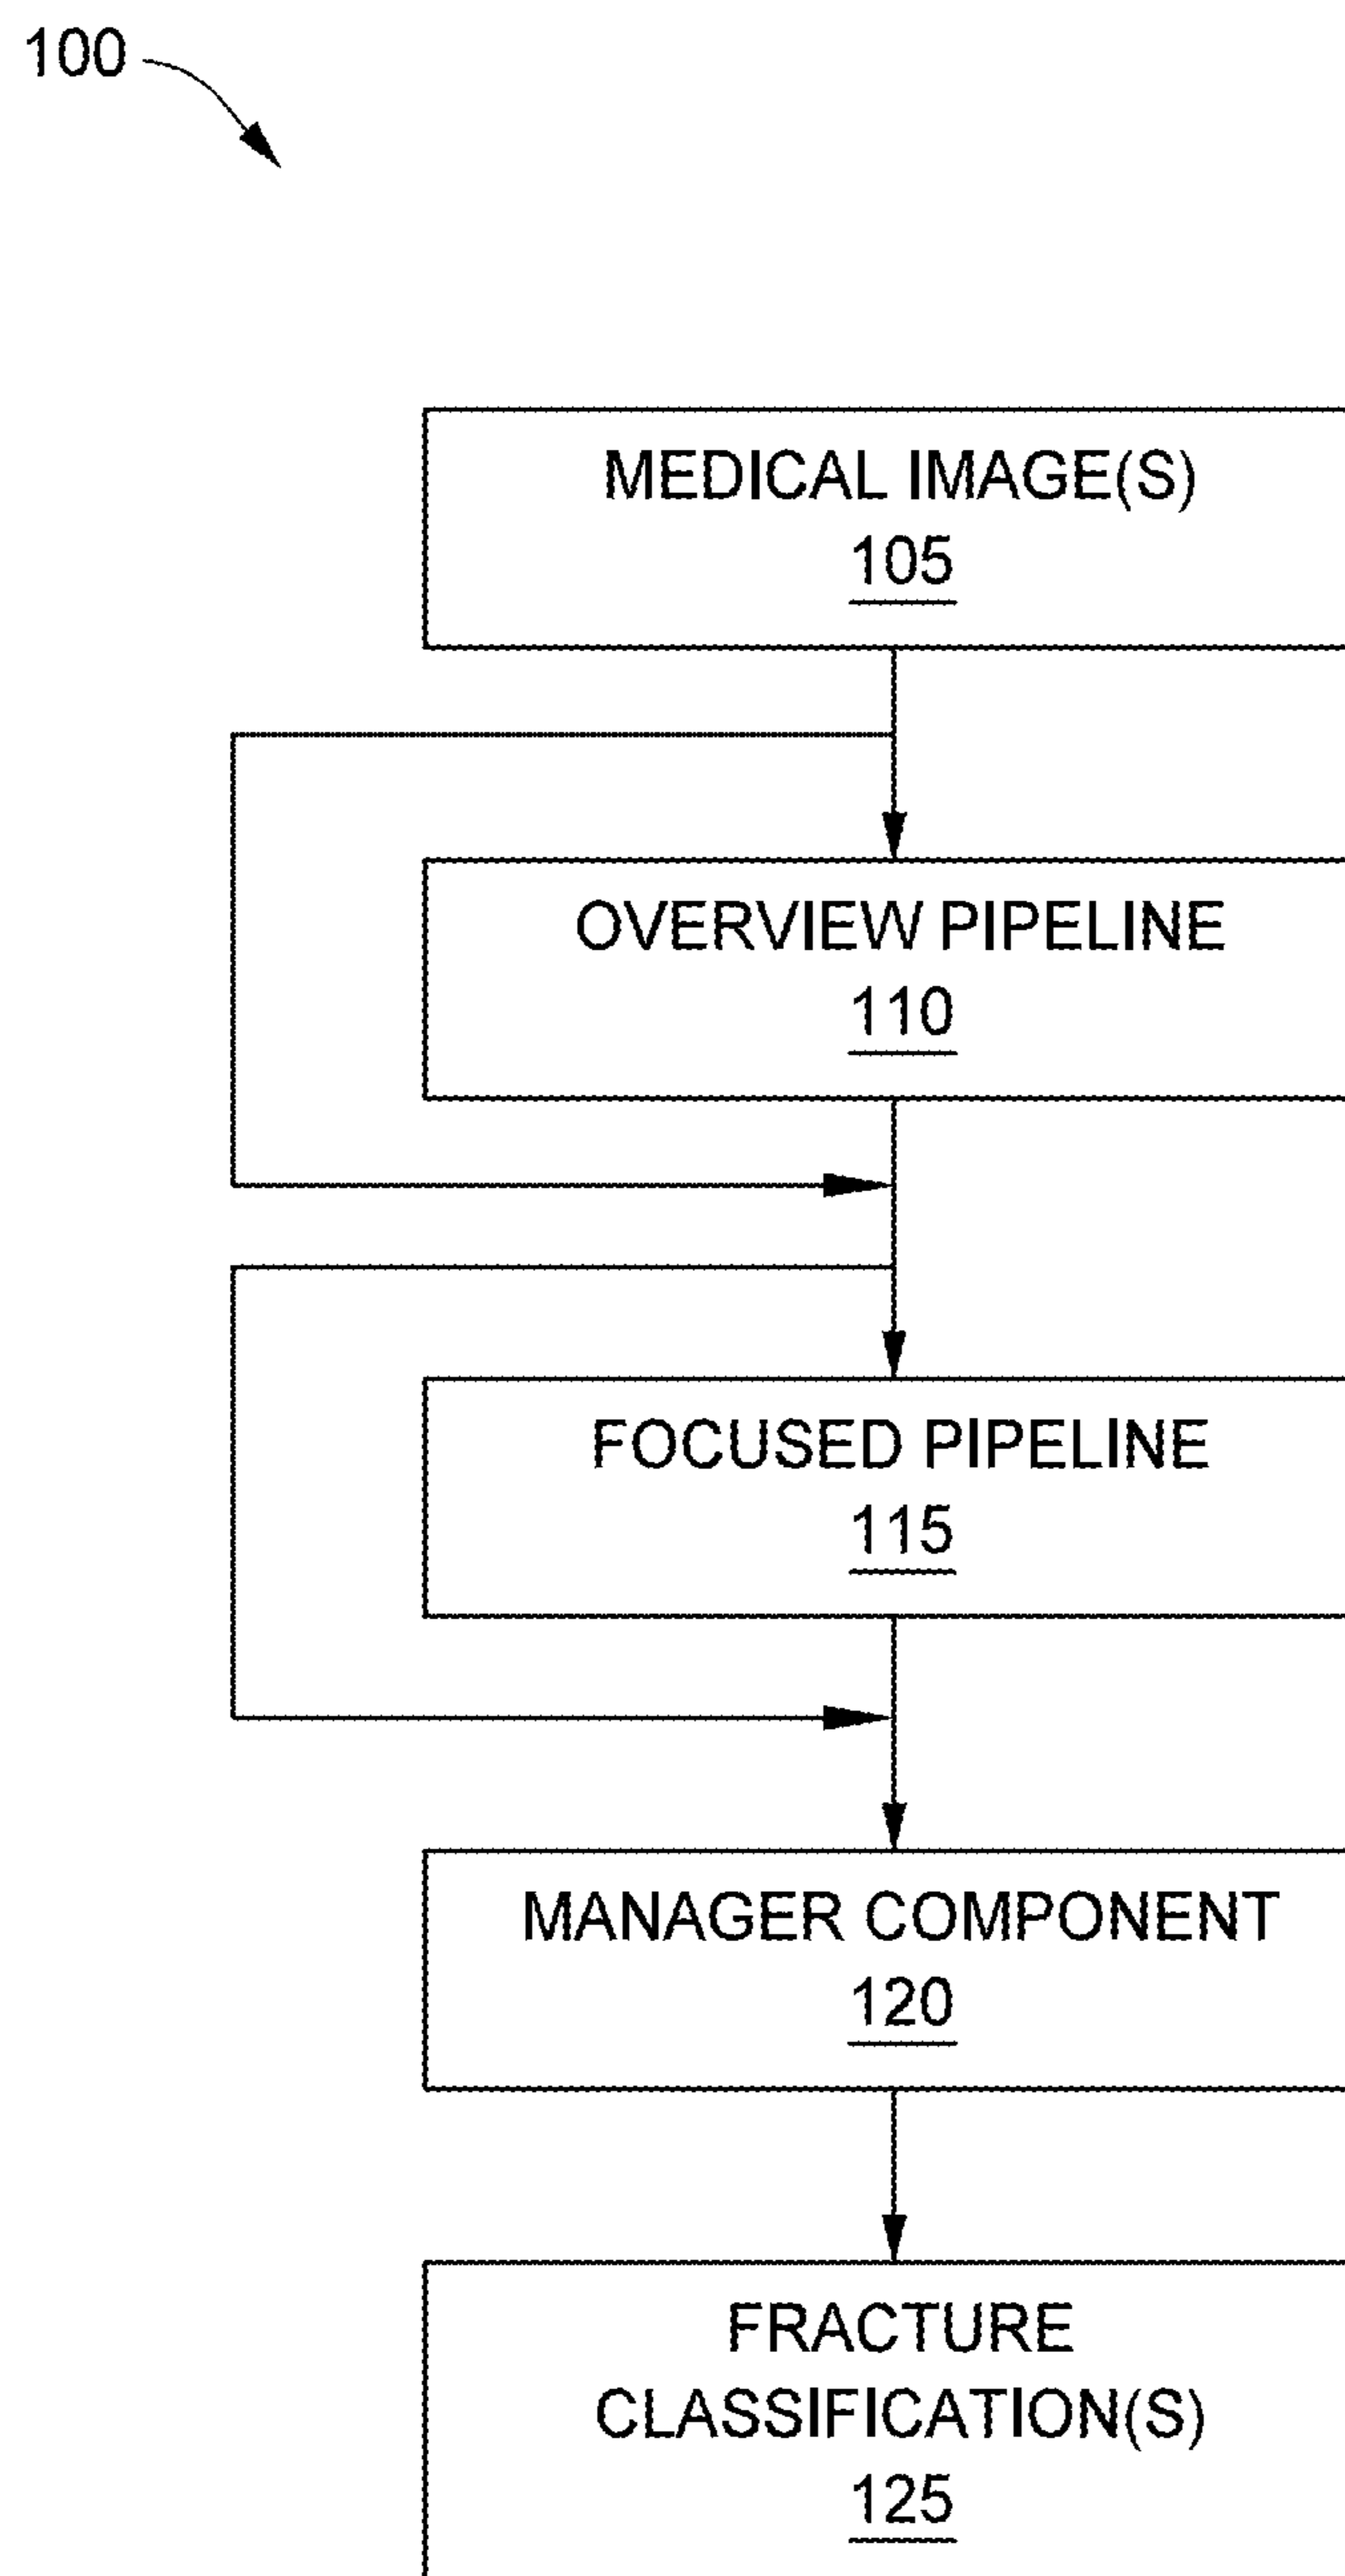 100
MEDICAL IMAGE(S)
105
OVERVIEW PIPELINE
110
FOCUSED PIPELINE
115
MANAGER COMPONENT
120
FRACTURE
CLASSIFICATION(S)
125